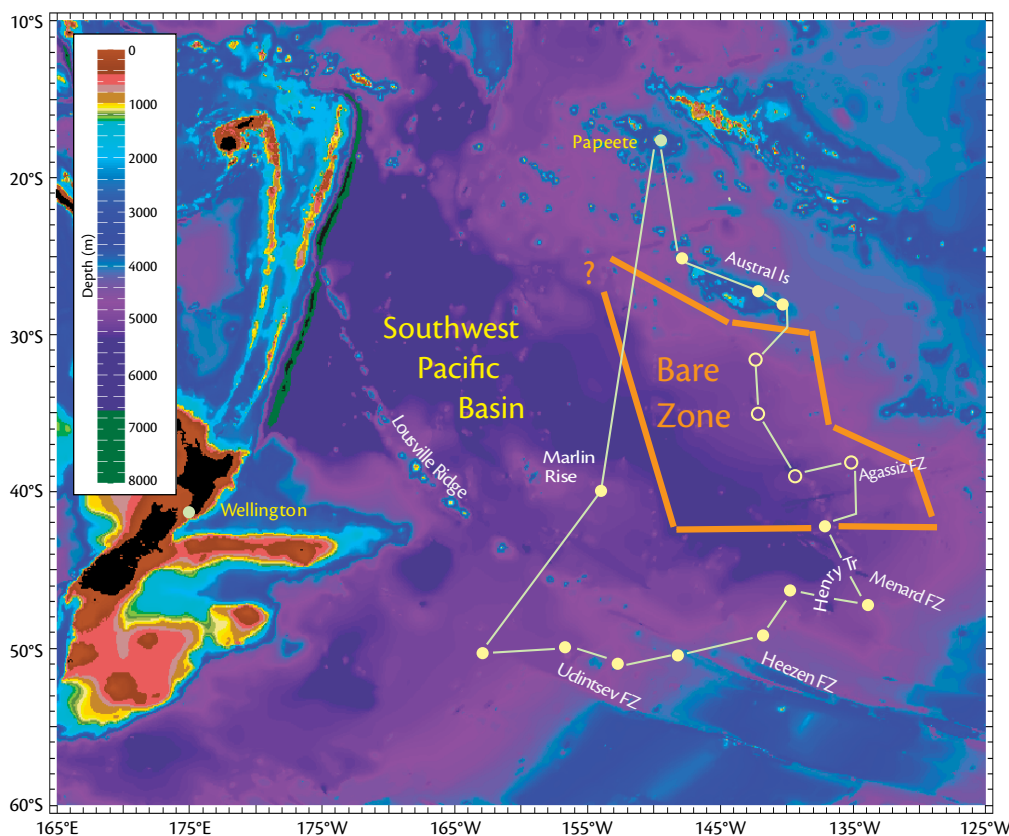 10°S
20°S
30°S
40°S
50°S
60°S
0
1000
2000
3000
4000
5000
6000
7000
8000
Depth (m)
Papeete
Austral Is
?
Southwest
Pacific
Basin
Bare
Zone
Lousville Ridge
Marlin
Rise
Agassiz FZ
Wellington
Henry Tr
Menard FZ
Heezen FZ
Udintsev FZ
165°E
175°E
175°W
165°W
155°W
145°W
135°W
125°W